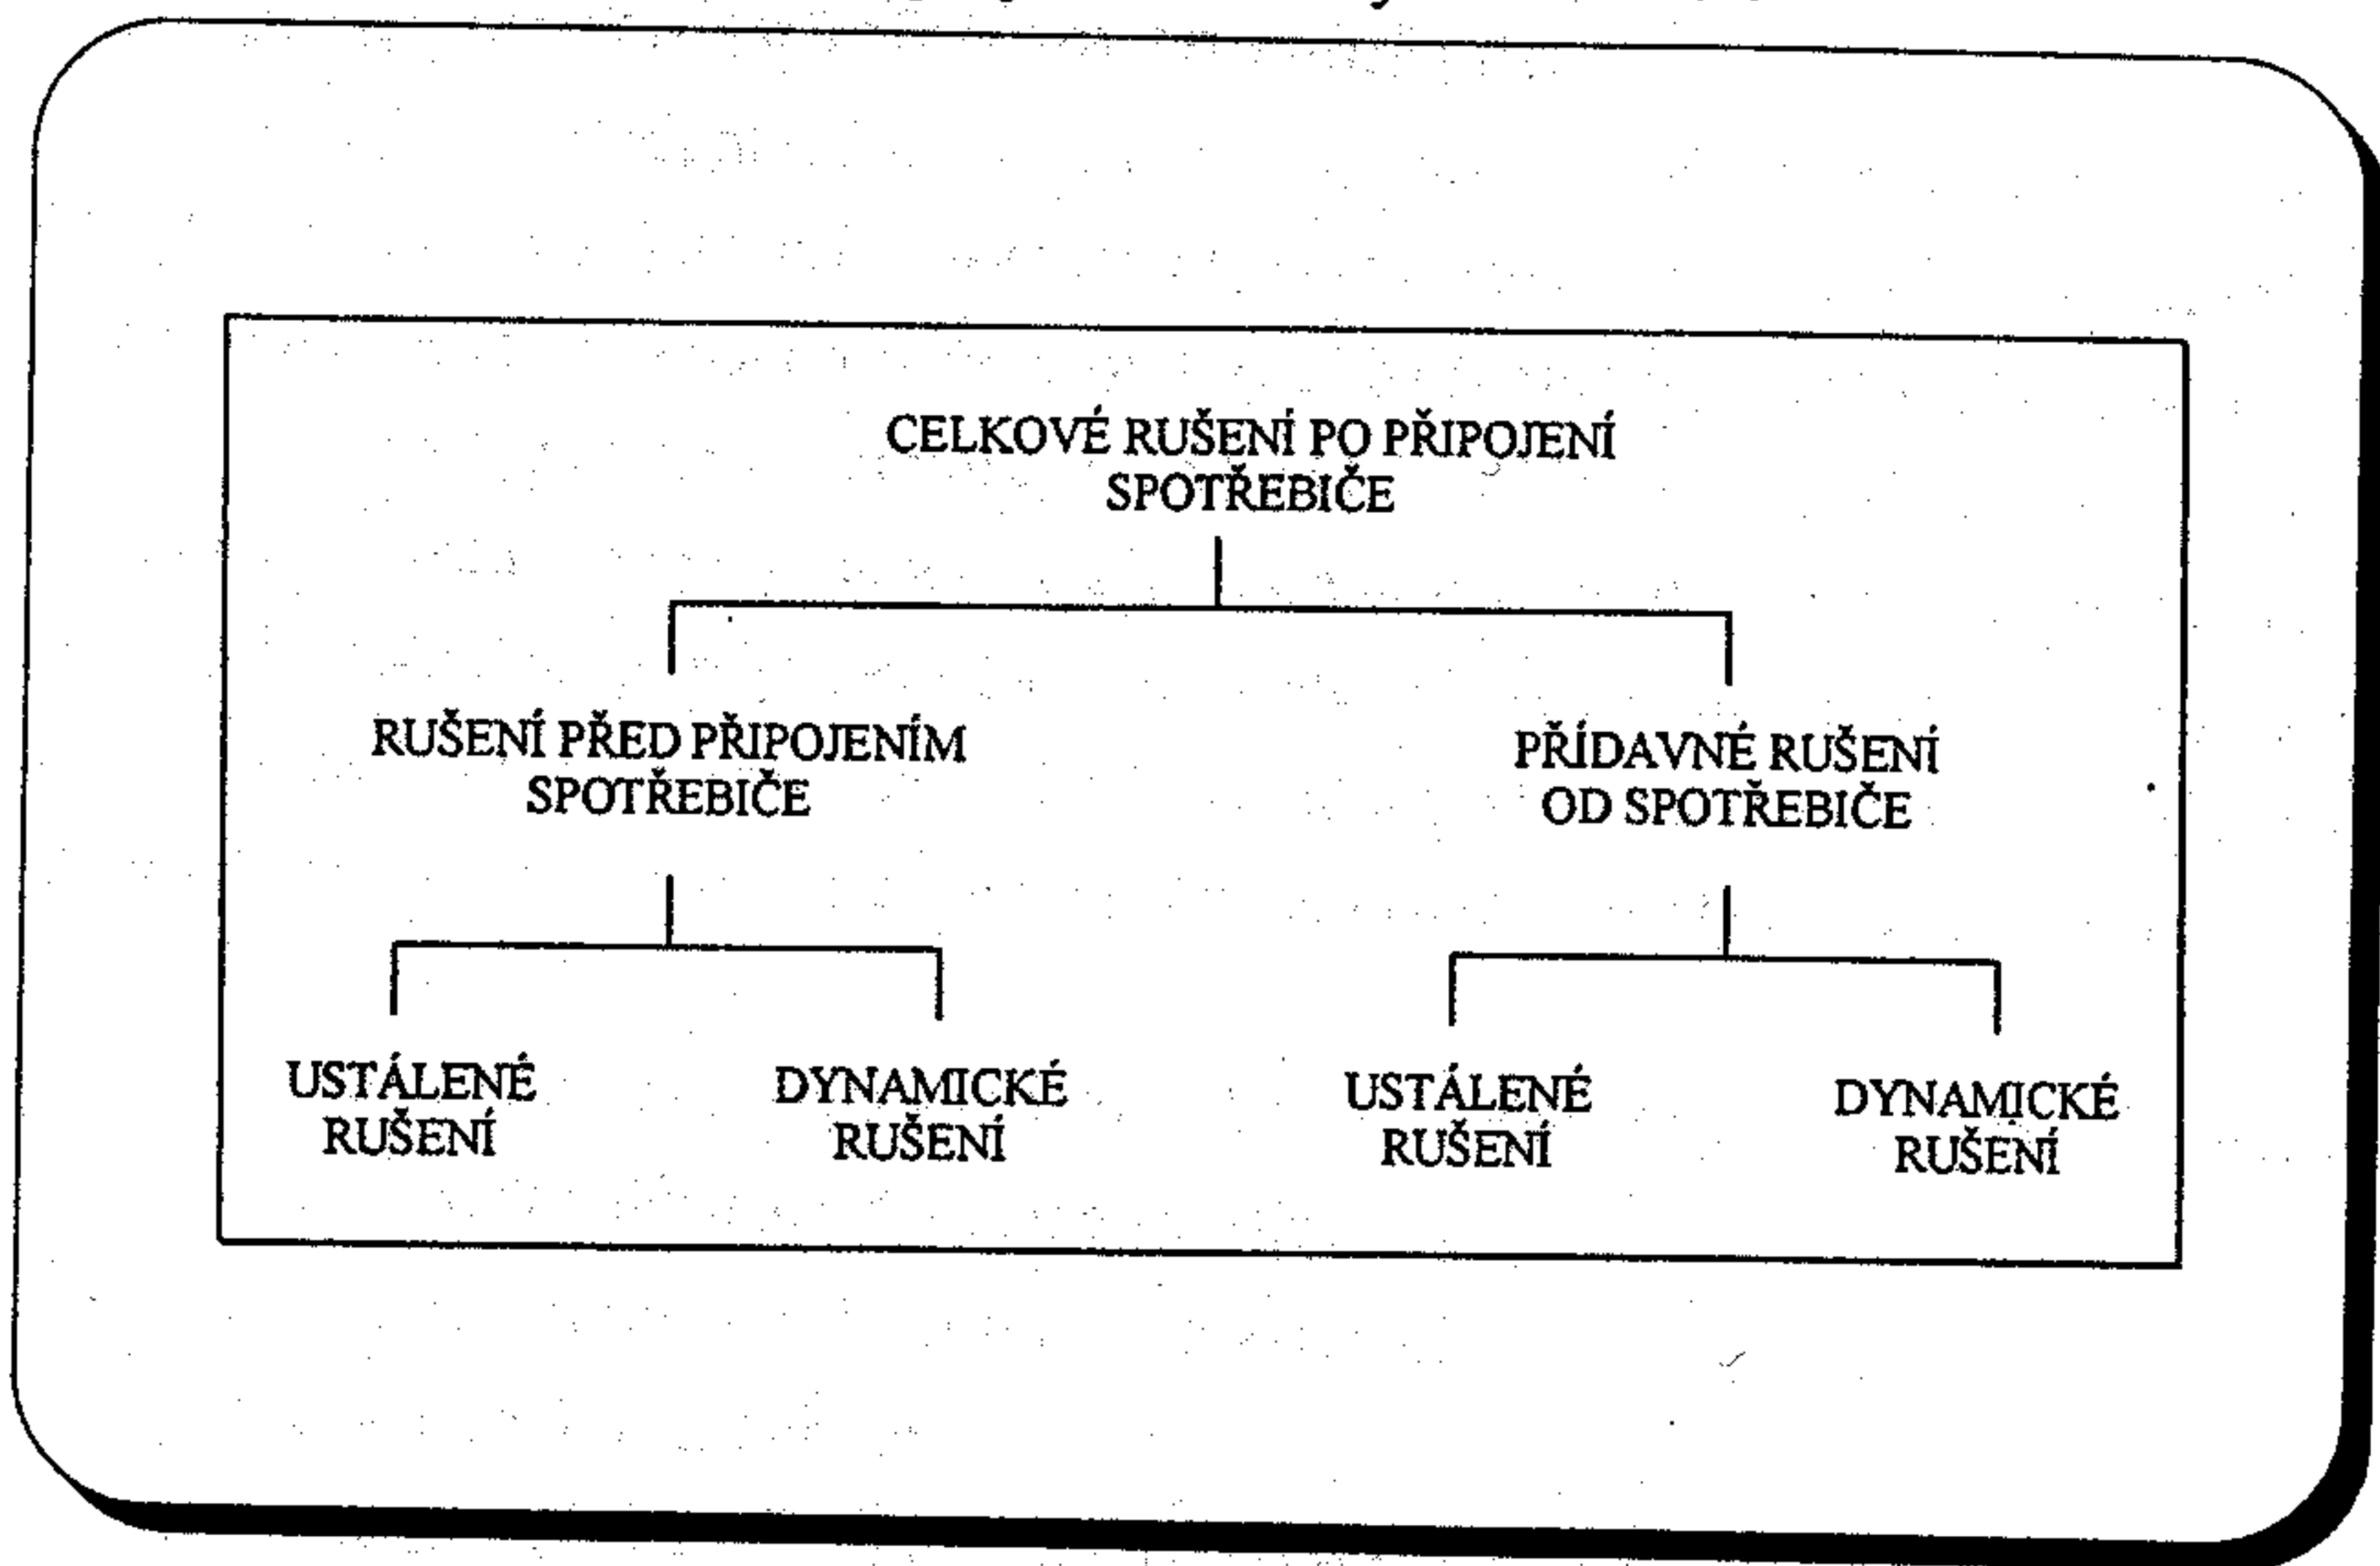 CELKOVÉ RUŠENÍ PO PŘIPOJENÍ
SPOTŘEBIČE
RUŠENÍ PŘED PŘIPOJENÍM
SPOTŘEBIČE
PŘÍDAVNÉ RUŠENÍ
OD SPOTŘEBIČE
USTÁLENÉ
RUŠENÍ
DYNAMICKÉ
RUŠENÍ
USTÁLENÉ
RUŠENÍ
DYNAMICKÉ
RUŠENÍ